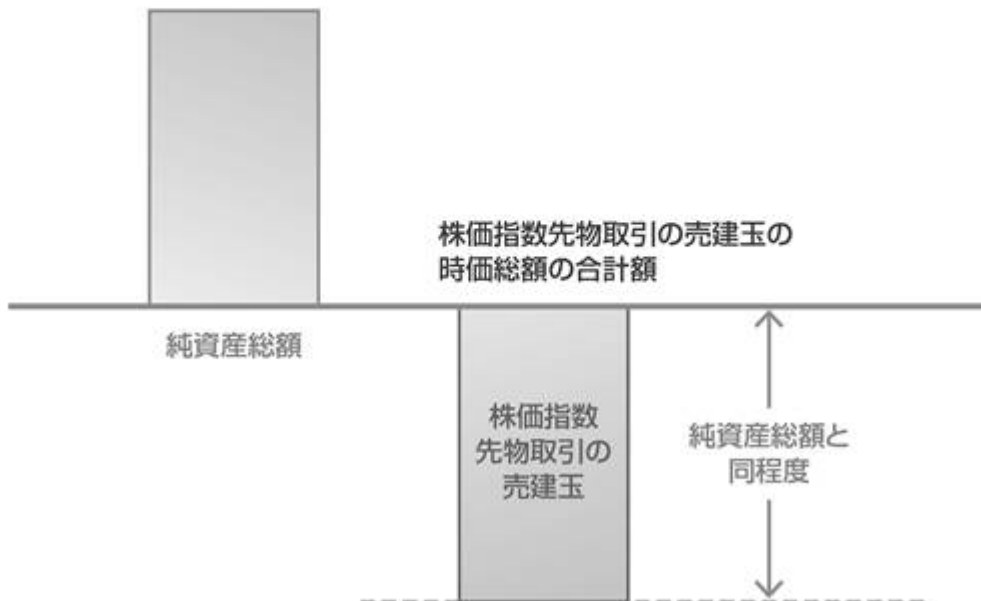 株価指数先物取引の売建玉の
時価総額の合計額
純資産総額
株価指数
先物取引の
売建玉
純資産総額と
同程度